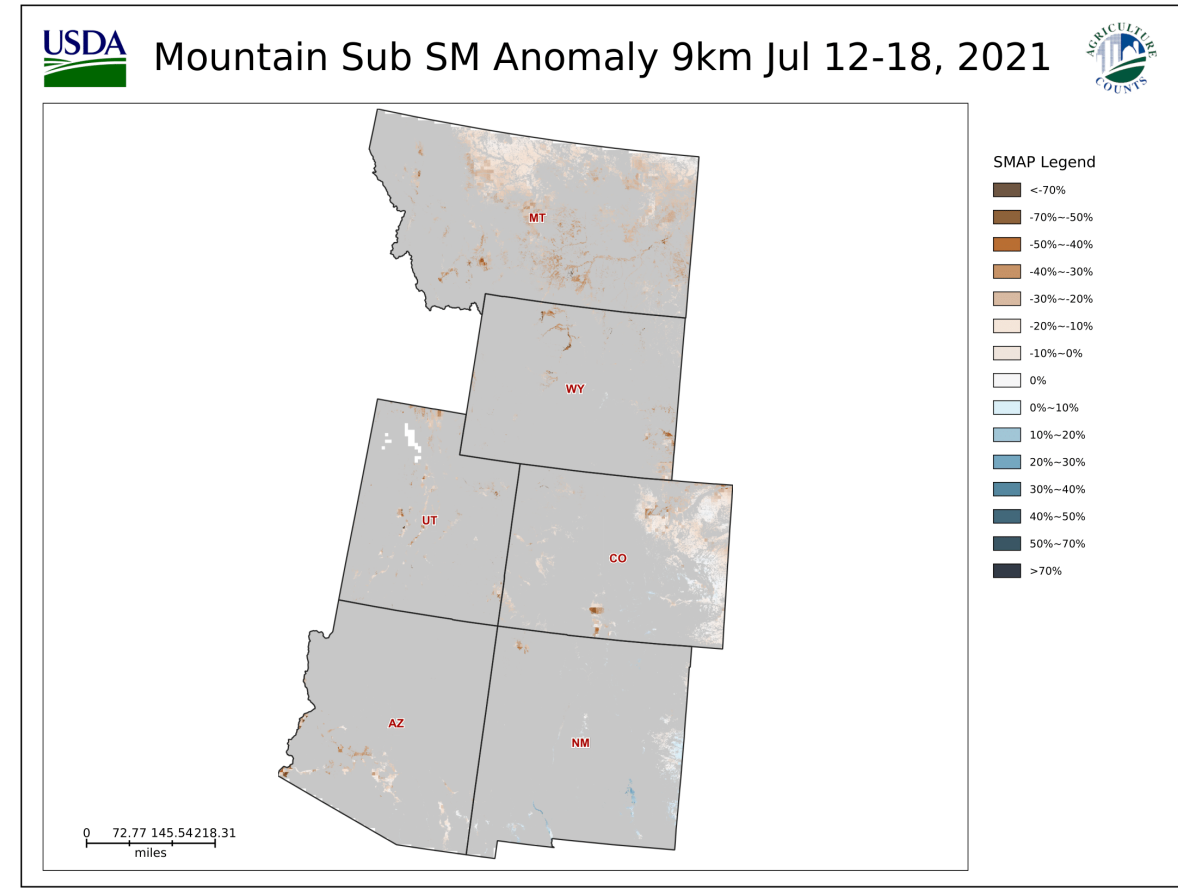 USDA
Mountain Sub SM Anomaly 9km Jul 12-18, 2021
AGRICULTURE
COUNTS
SMAP Legend
<-70%
-70%~-50%
-50%~-40%
-40%~-30%
-30%~-20%
-20%~-10%
-10%~0%
0%
0%~10%
10%~20%
20%~30%
30%~40%
40%~50%
50%~70%
>70%
MT
WY
UT
CO
AZ
NM
0 72.77 145.54 218.31
miles